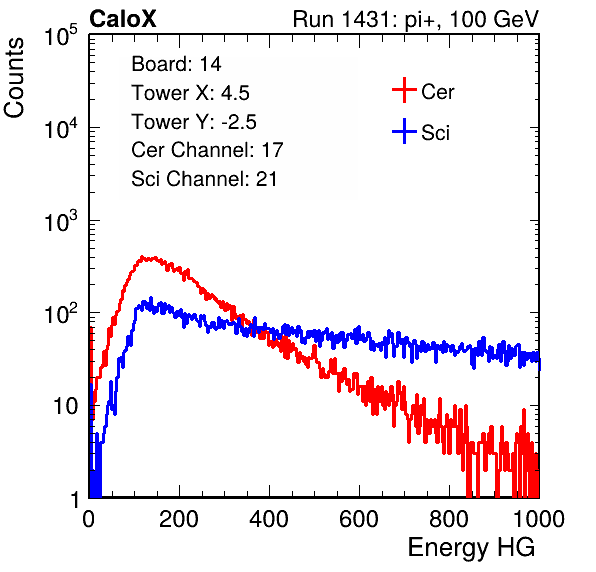 CaloX Run 1431: pi+, 100 GeV
Counts
Board: 14
Tower X: 4.5
Tower Y: -2.5
Cer Channel: 17
Sci Channel: 21
Cer
Sci
10^5
10^4
10^3
10^2
10
1
0 200 400 600 800 1000
Energy HG